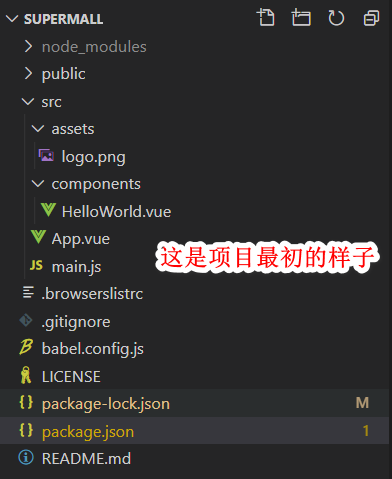 SUPERMALL
node_modules
public
src
assets
logo.png
components
HelloWorld.vue
App.vue
这是项目最初的样子
JS main.js
.browserslistrc
.gitignore
babel.config.js
LICENSE
{} package-lock.json M
{} package.json 1
README.md